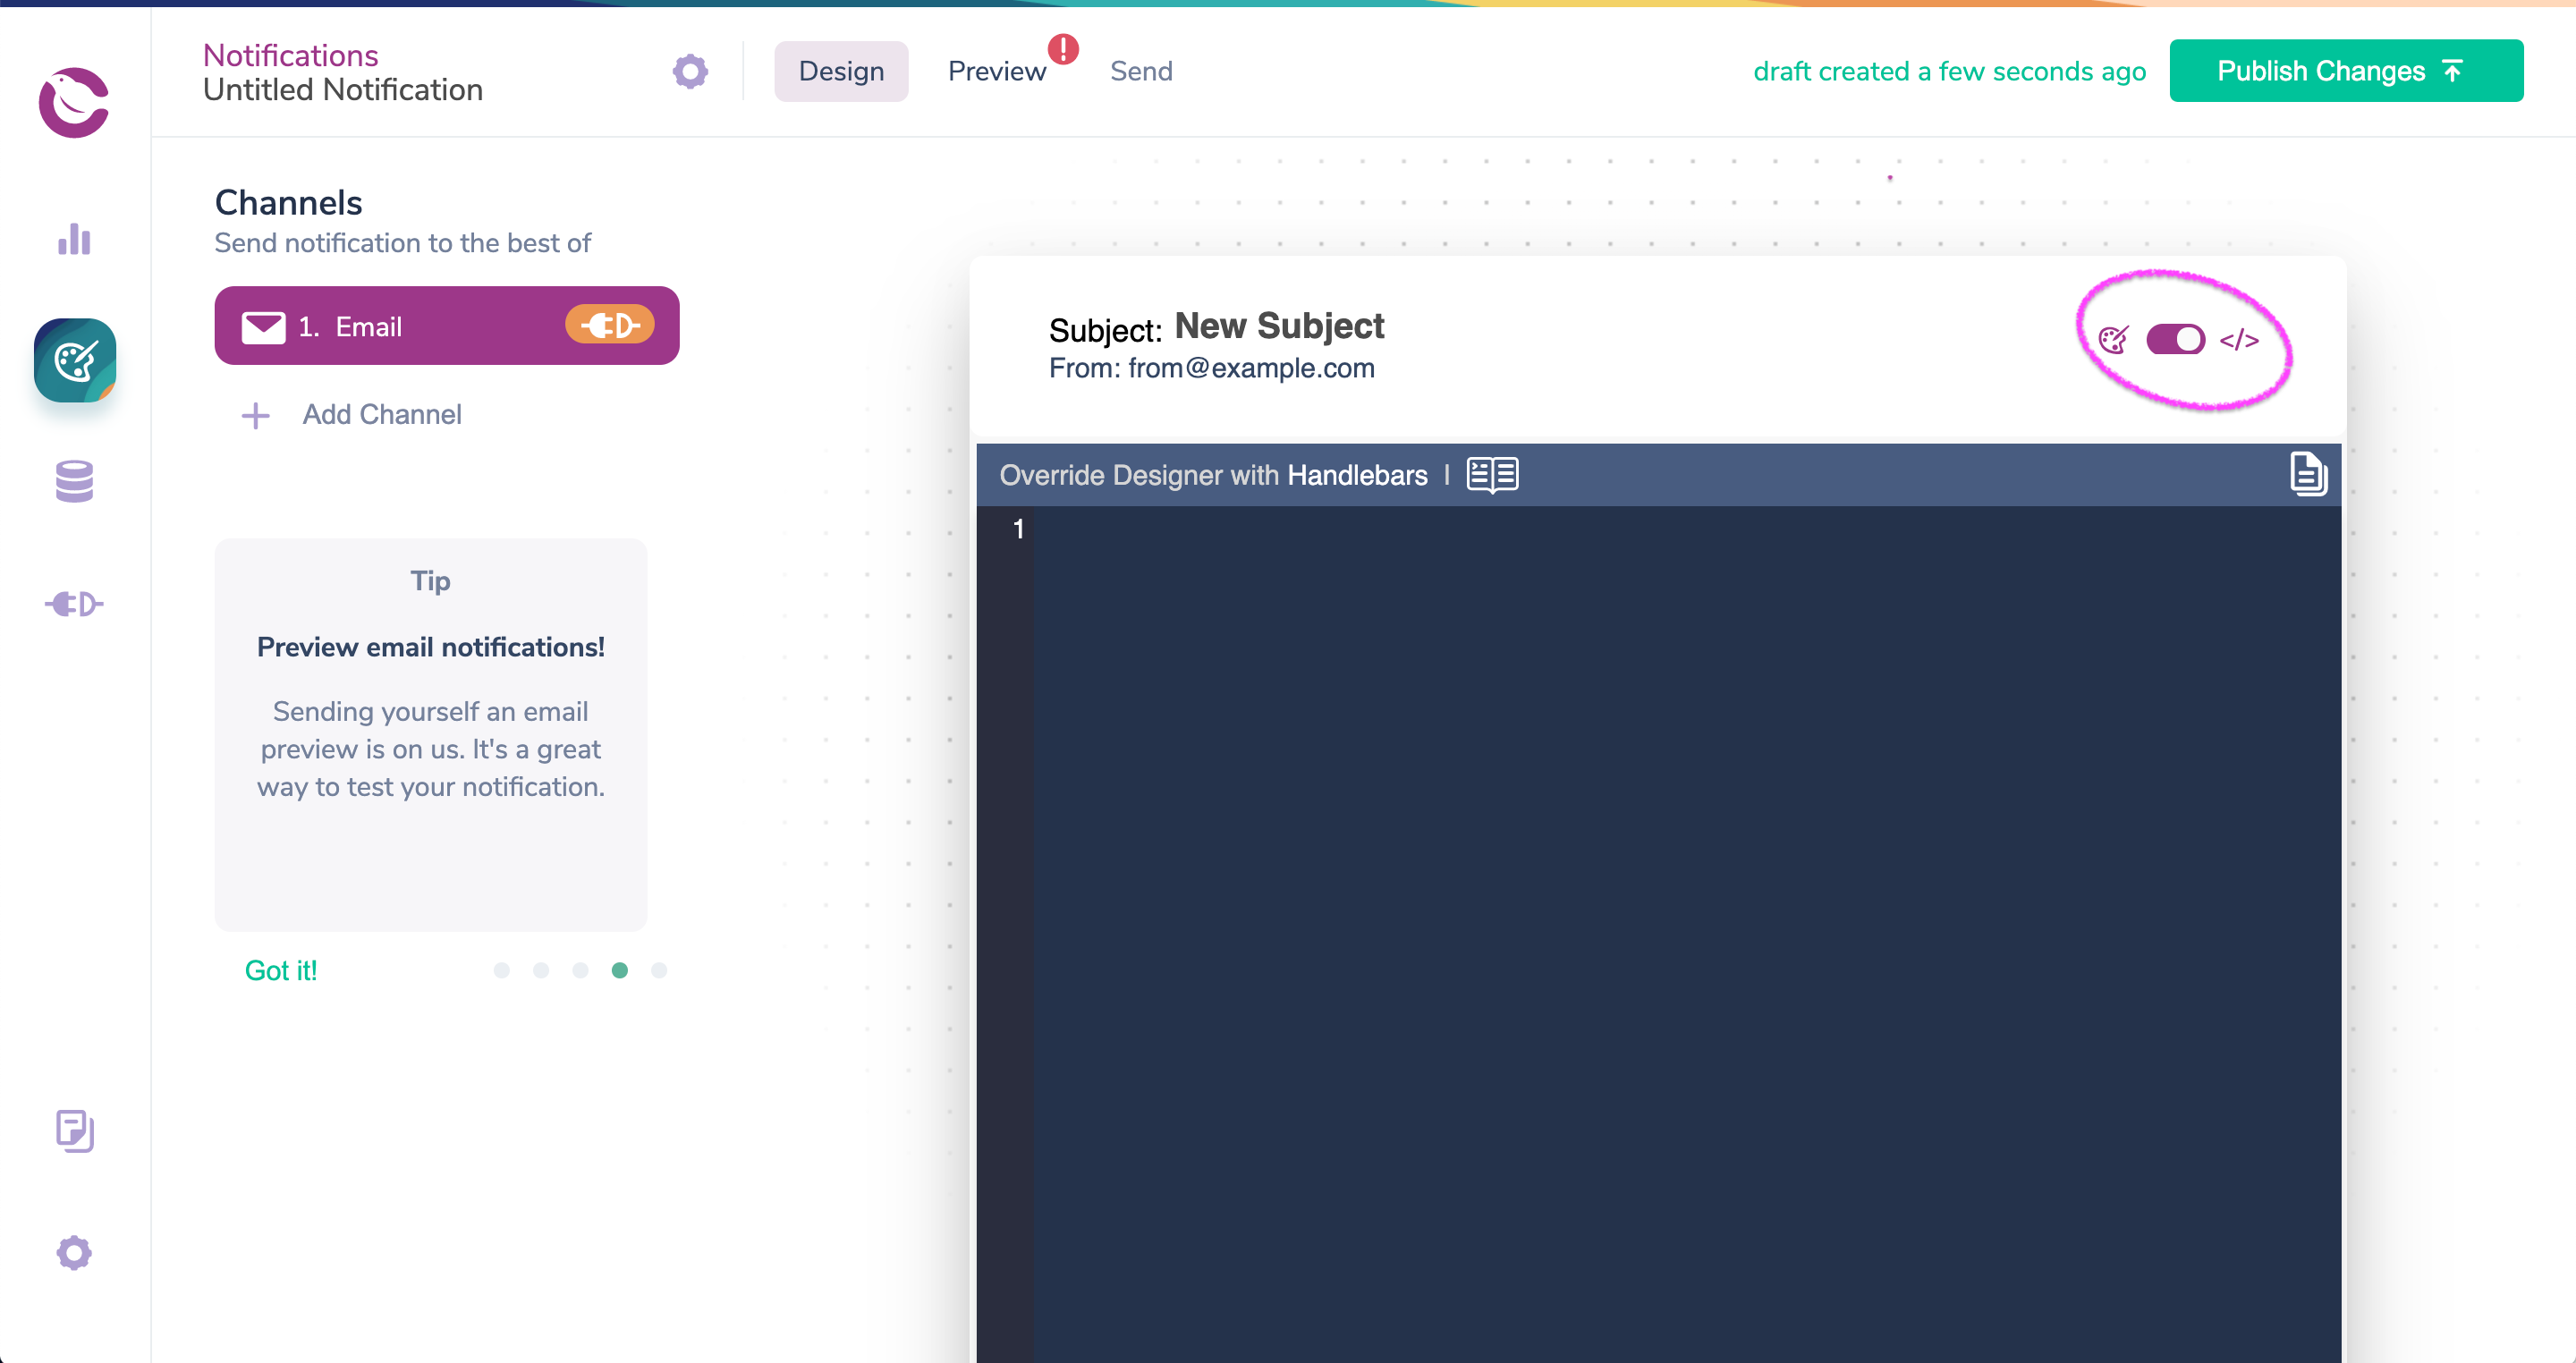 Notifications
Untitled Notification
Design
Preview
!
Send
draft created a few seconds ago
Publish Changes
Channels
Send notification to the best of
1. Email
Add Channel
Tip
Preview email notifications!
Sending yourself an email
preview is on us. It's a great
way to test your notification.
Got it!
Subject: New Subject
From: from@example.com
</>
Override Designer with Handlebars |
1